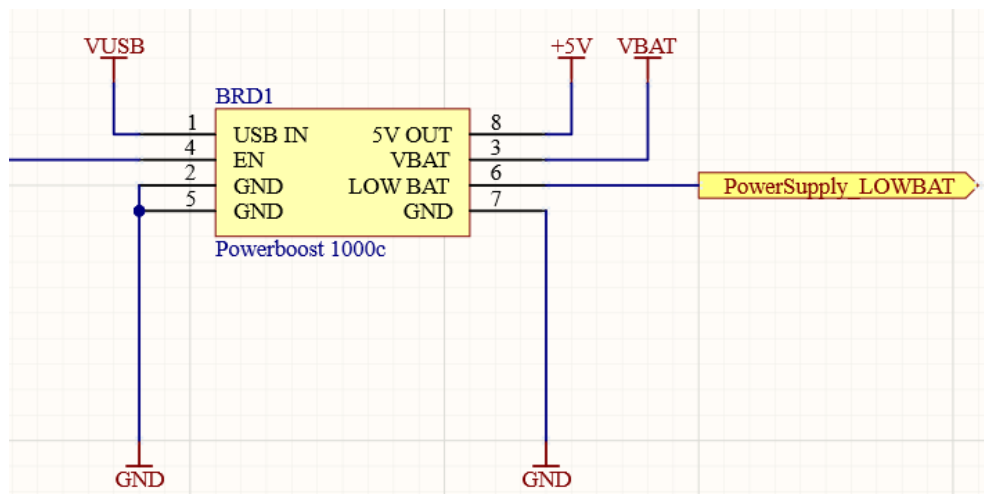 VUSB
+5V
VBAT
BRD1
1
USB IN
5V OUT
8
4
EN
VBAT
3
2
GND
LOW BAT
6
PowerSupply_LOWBAT
5
GND
GND
7
Powerboost 1000c
GND
GND